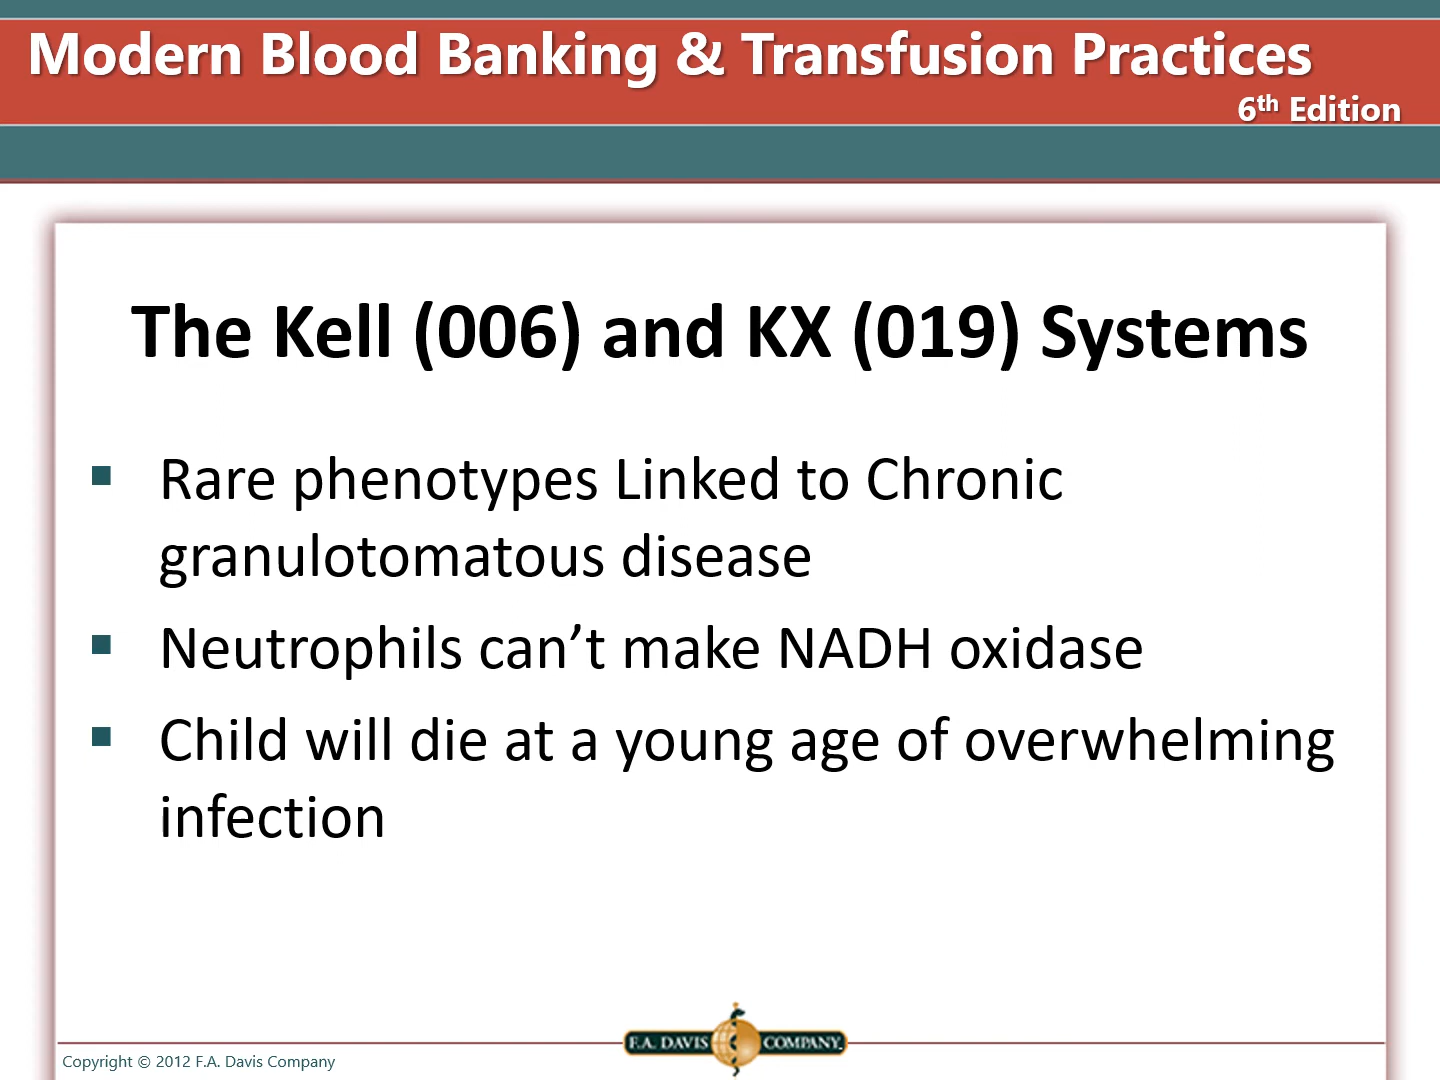 Modern Blood Banking & Transfusion Practices
6th Edition
The Kell (006) and KX (019) Systems
Rare phenotypes Linked to Chronic
granulotomatous disease
Neutrophils can’t make NADH oxidase
Child will die at a young age of overwhelming
infection
F.A. DAVIS COMPANY
Copyright © 2012 F.A. Davis Company